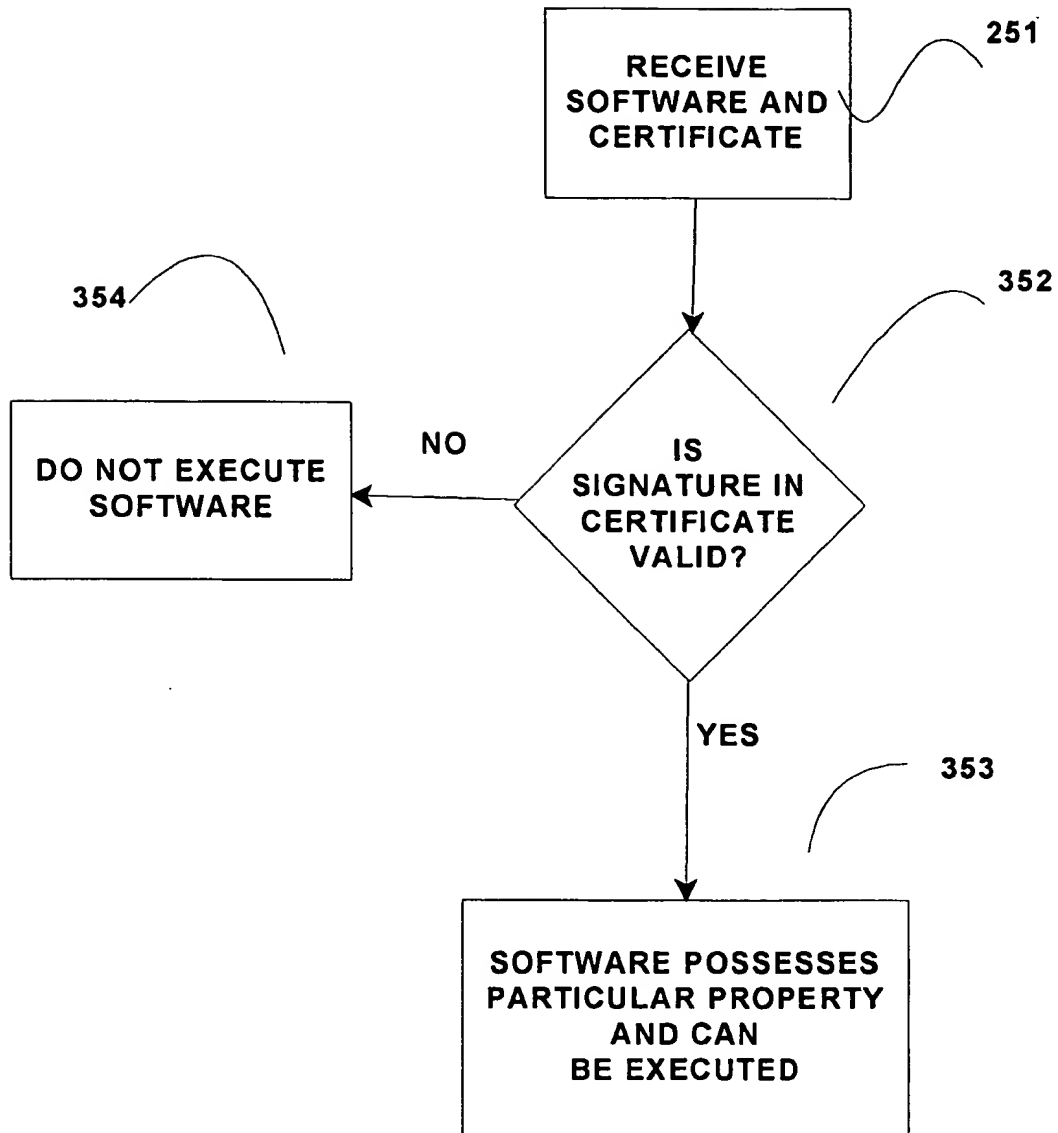 251
RECEIVE
SOFTWARE AND
CERTIFICATE
352
354
NO
IS
SIGNATURE IN
CERTIFICATE
VALID?
DO NOT EXECUTE
SOFTWARE
YES
353
SOFTWARE POSSESSES
PARTICULAR PROPERTY
AND CAN
BE EXECUTED